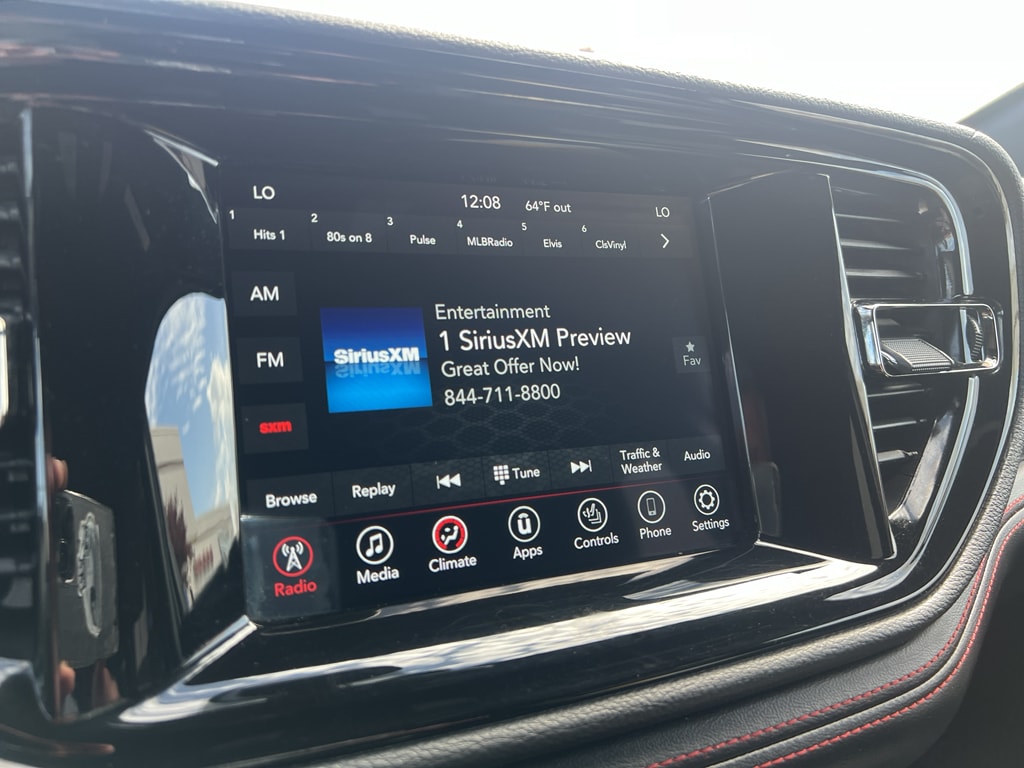 LO
12:08
64°F out
LO
1 Hits 1
2 80s on 8
3 Pulse
4 MLBRadio
5 Elvis
6 ClsVinyl
AM
FM
sxm
SiriusXM
Entertainment
1 SiriusXM Preview
Great Offer Now!
844-711-8800
Fav
Browse
Replay
Tune
Traffic &
Weather
Audio
Radio
Media
Climate
Apps
Controls
Phone
Settings